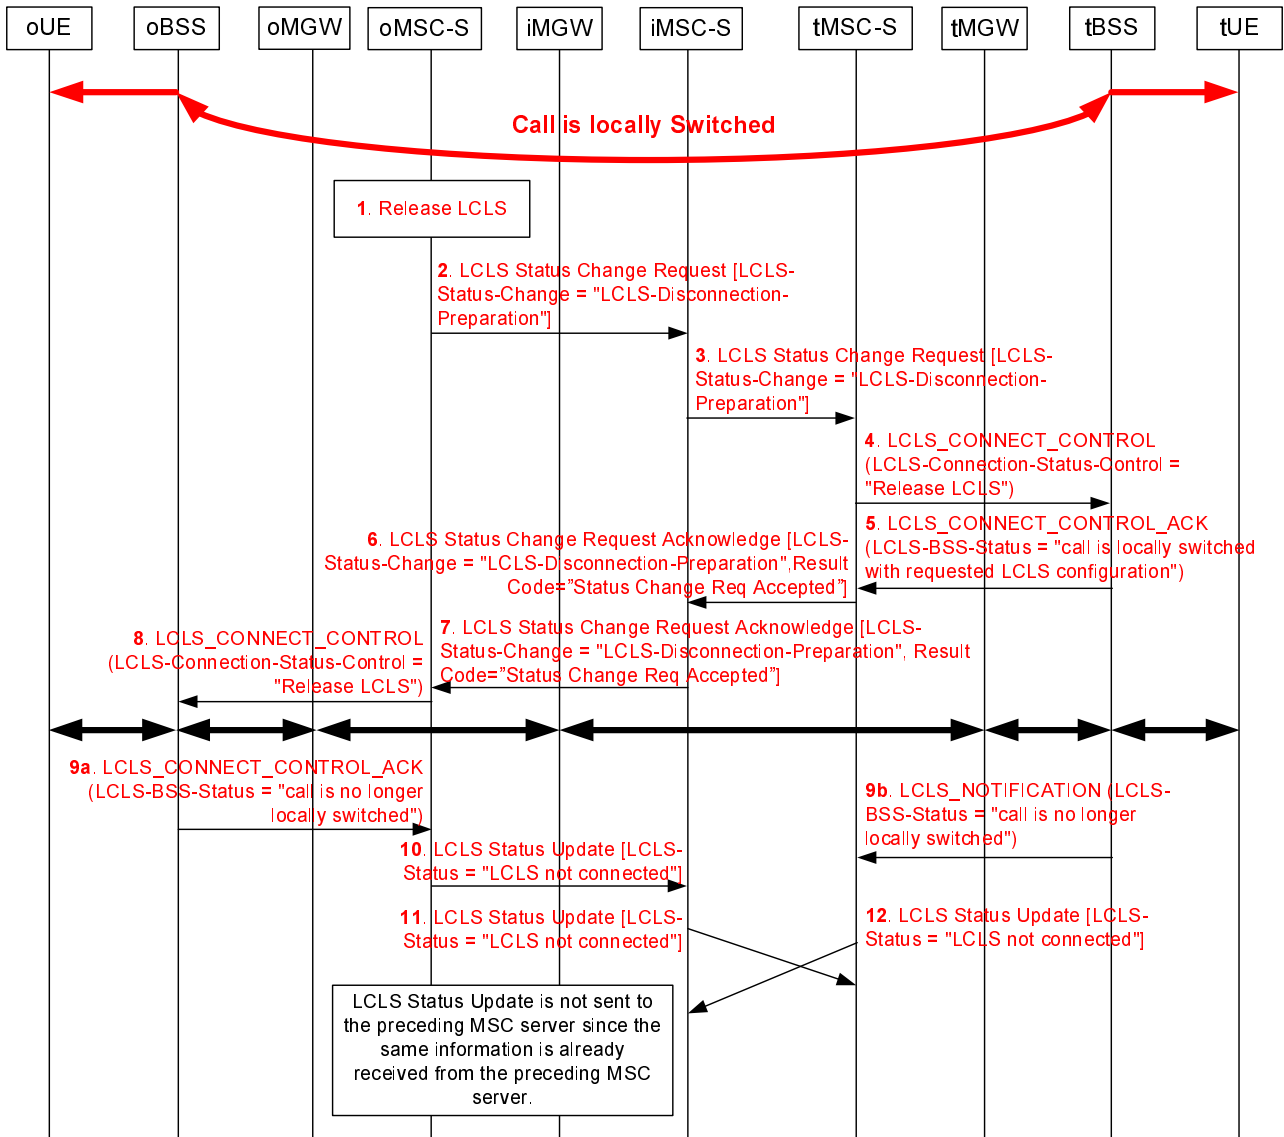 oUE oBSS oMGW oMSC-S iMGW iMSC-S tMSC-S tMGW tBSS tUE
Call is locally Switched
1. Release LCLS
2. LCLS Status Change Request [LCLS-
Status-Change = "LCLS-Disconnection-
Preparation"]
3. LCLS Status Change Request [LCLS-
Status-Change = "LCLS-Disconnection-
Preparation"]
4. LCLS_CONNECT_CONTROL
(LCLS-Connection-Status-Control =
"Release LCLS")
5. LCLS_CONNECT_CONTROL_ACK
(LCLS-BSS-Status = "call is locally switched
with requested LCLS configuration")
6. LCLS Status Change Request Acknowledge [LCLS-
Status-Change = "LCLS-Disconnection-Preparation",Result
Code=”Status Change Req Accepted”]
7. LCLS Status Change Request Acknowledge [LCLS-
Status-Change = "LCLS-Disconnection-Preparation", Result
Code=”Status Change Req Accepted”]
8. LCLS_CONNECT_CONTROL
(LCLS-Connection-Status-Control =
"Release LCLS")
9a. LCLS_CONNECT_CONTROL_ACK
(LCLS-BSS-Status = "call is no longer
locally switched")
9b. LCLS_NOTIFICATION (LCLS-
BSS-Status = "call is no longer
locally switched")
10. LCLS Status Update [LCLS-
Status = "LCLS not connected"]
11. LCLS Status Update [LCLS-
Status = "LCLS not connected"]
12. LCLS Status Update [LCLS-
Status = "LCLS not connected"]
LCLS Status Update is not sent to
the preceding MSC server since the
same information is already
received from the preceding MSC
server.